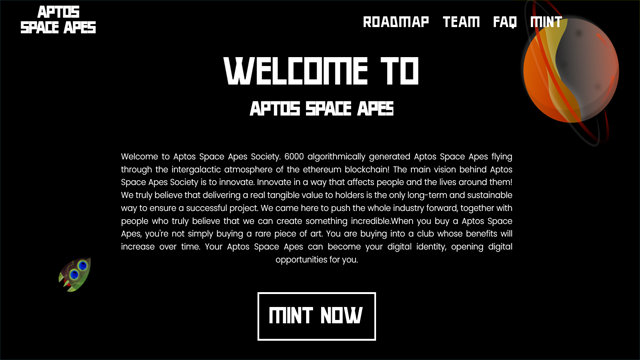 APTOS
SPACE APES
ROADMAP TEAM FAQ MINT
WELCOME TO
APTOS SPACE APES
Welcome to Aptos Space Apes Society. 6000 algorithmically generated Aptos Space Apes flying
through the intergalactic atmosphere of the ethereum blockchain! The main vision behind Aptos
Space Apes Society is to innovate. Innovate in a way that affects people and the lives around them!
We truly believe that delivering a real tangible value to holders is the only long-term and sustainable
way to ensure a successful project. We came here to push the whole industry forward, together with
people who truly believe that we can create something incredible.When you buy a Aptos Space
Apes, you're not simply buying a rare piece of art. You are buying into a club whose benefits will
increase over time. Your Aptos Space Apes can become your digital identity, opening digital
opportunities for you.
MINT NOW